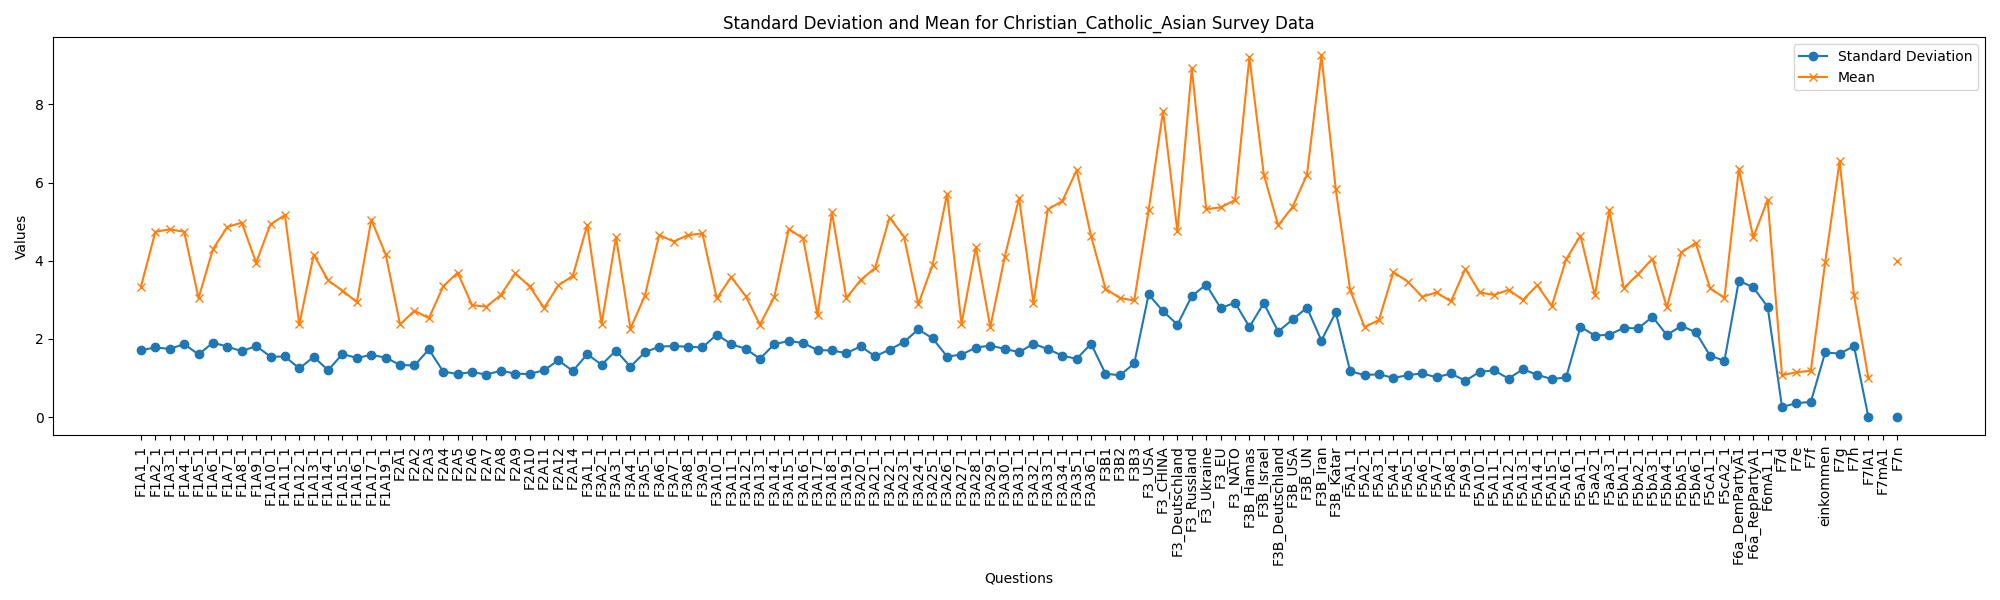 Standard Deviation and Mean for Christian_Catholic_Asian Survey Data
Standard Deviation
Mean
Values
8
6
4
2
0
F1A1_1
F1A2_1
F1A3_1
F1A4_1
F1A5_1
F1A6_1
F1A7_1
F1A8_1
F1A9_1
F1A10_1
F1A11_1
F1A12_1
F1A13_1
F1A14_1
F1A15_1
F1A16_1
F1A17_1
F1A19_1
F2A1
F2A2
F2A3
F2A4
F2A5
F2A6
F2A7
F2A8
F2A9
F2A10
F2A11
F2A12
F2A14
F3A1_1
F3A2_1
F3A3_1
F3A4_1
F3A5_1
F3A6_1
F3A7_1
F3A8_1
F3A9_1
F3A10_1
F3A11_1
F3A12_1
F3A13_1
F3A14_1
F3A15_1
F3A16_1
F3A17_1
F3A18_1
F3A19_1
F3A20_1
F3A21_1
F3A22_1
F3A23_1
F3A24_1
F3A25_1
F3A26_1
F3A27_1
F3A28_1
F3A29_1
F3A30_1
F3A31_1
F3A32_1
F3A33_1
F3A34_1
F3A35_1
F3A36_1
F3B1
F3B2
F3B3
F3_USA
F3_CHINA
F3_Deutschland
F3_Russland
F3_Ukraine
F3_EU
F3_NATO
F3B_Hamas
F3B_Israel
F3B_Deutschland
F3B_USA
F3B_UN
F3B_Iran
F3B_Katar
F5A1_1
F5A2_1
F5A3_1
F5A4_1
F5A5_1
F5A6_1
F5A7_1
F5A8_1
F5A9_1
F5A10_1
F5A11_1
F5A12_1
F5A13_1
F5A14_1
F5A15_1
F5A16_1
F5aA1_1
F5aA2_1
F5aA3_1
F5bA1_1
F5bA2_1
F5bA3_1
F5bA4_1
F5bA5_1
F5bA6_1
F5cA1_1
F5cA2_1
F6a_DemPartyA1
F6a_RepPartyA1
F6mA1_1
F7d
F7e
F7f
einkommen
F7g
F7h
F7lA1
F7mA1
F7n
Questions